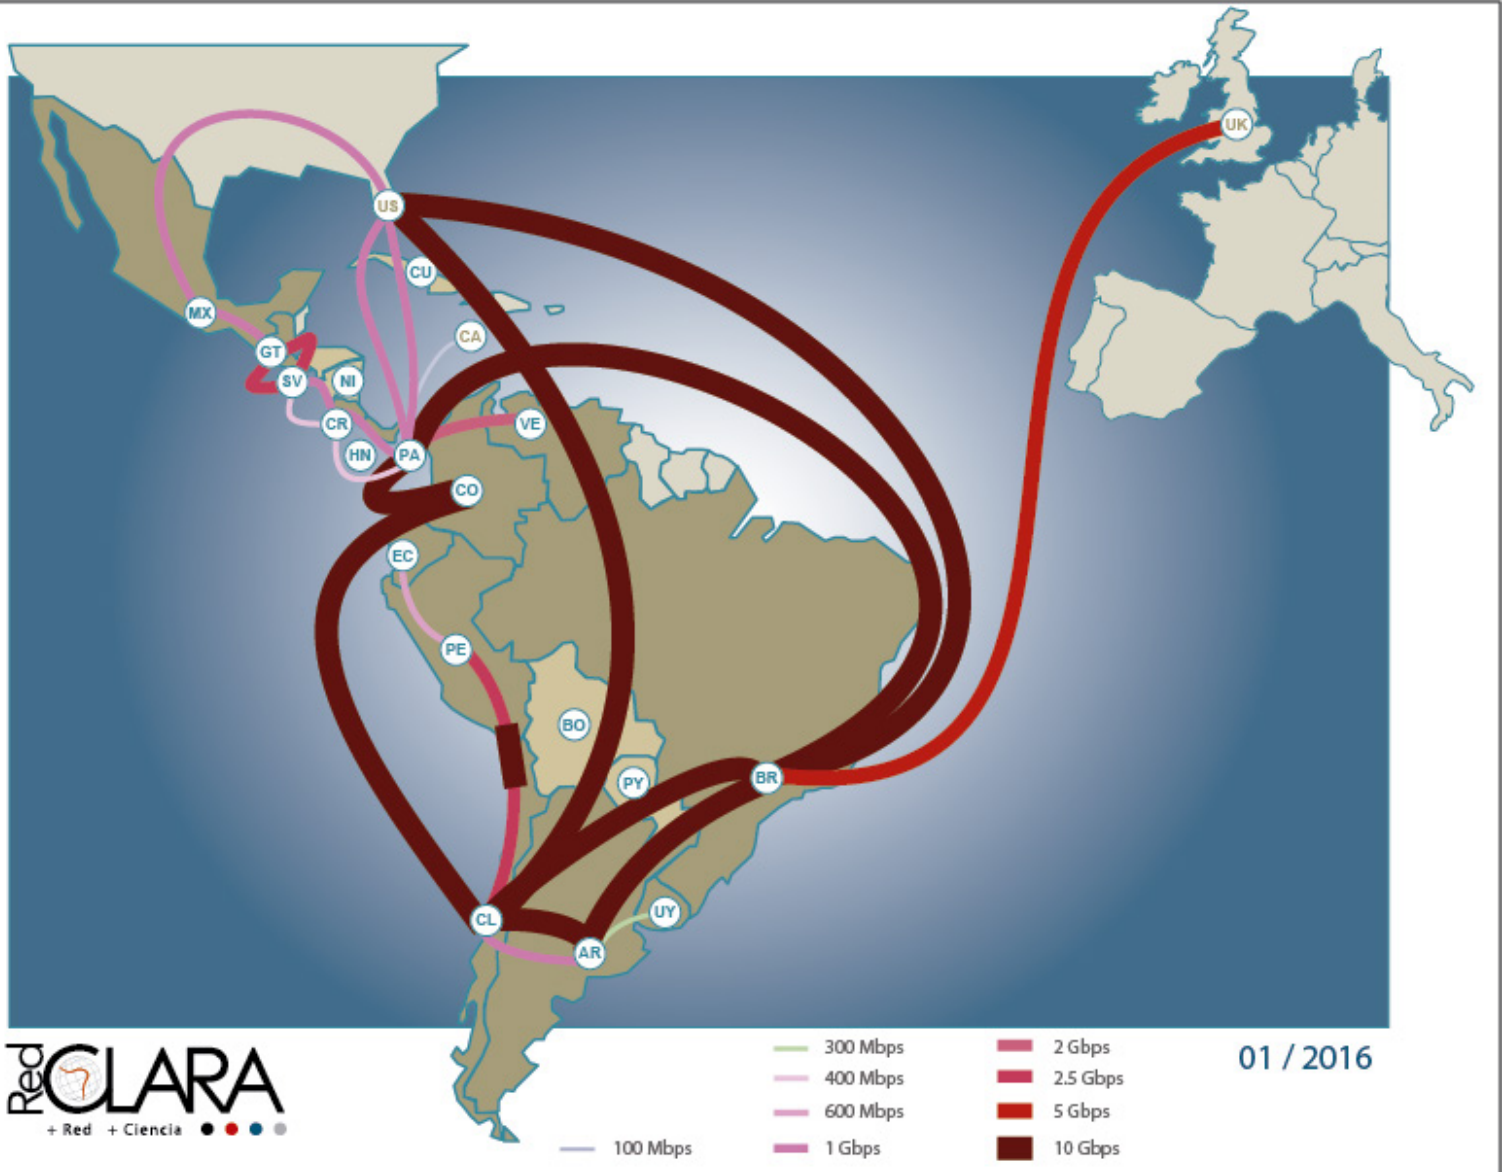 UK
US
CU
MX
CA
GT
SV
NI
CR
VE
HN
PA
CO
EC
PE
BO
BR
PY
CL
UY
AR
Red
CLARA
+ Red + Ciencia
300 Mbps
400 Mbps
600 Mbps
100 Mbps
1 Gbps
2 Gbps
2.5 Gbps
5 Gbps
10 Gbps
01 / 2016